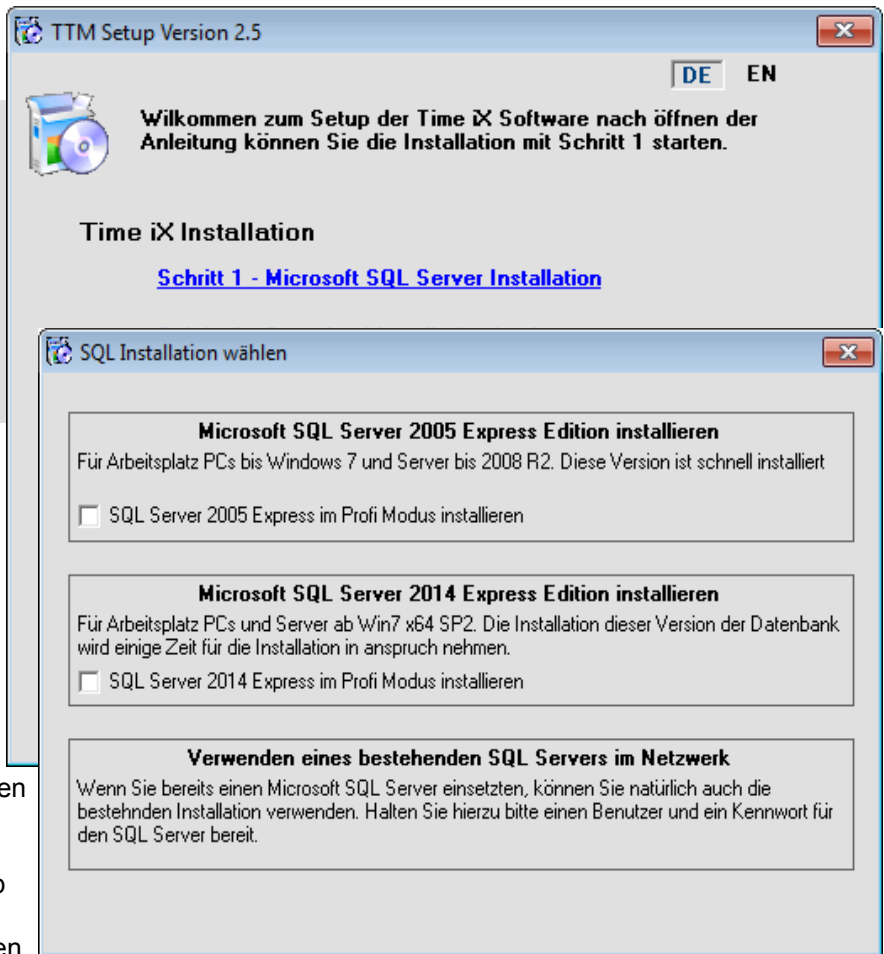 TTM Setup Version 2.5
DE EN
Wilkommen zum Setup der Time iX Software nach öffnen der
Anleitung können Sie die Installation mit Schritt 1 starten.
Time iX Installation
Schritt 1 - Microsoft SQL Server Installation
SQL Installation wählen
Microsoft SQL Server 2005 Express Edition installieren
Für Arbeitsplatz PCs bis Windows 7 und Server bis 2008 R2. Diese Version ist schnell installiert
SQL Server 2005 Express im Profi Modus installieren
Microsoft SQL Server 2014 Express Edition installieren
Für Arbeitsplatz PCs und Server ab Win7 x64 SP2. Die Installation dieser Version der Datenbank
wird einige Zeit für die Installation in anspruch nehmen.
SQL Server 2014 Express im Profi Modus installieren
Verwenden eines bestehenden SQL Servers im Netzwerk
Wenn Sie bereits einen Microsoft SQL Server einsetzten, können Sie natürlich auch die
bestehnden Installation verwenden. Halten Sie hierzu bitte einen Benutzer und ein Kennwort für
den SQL Server bereit.